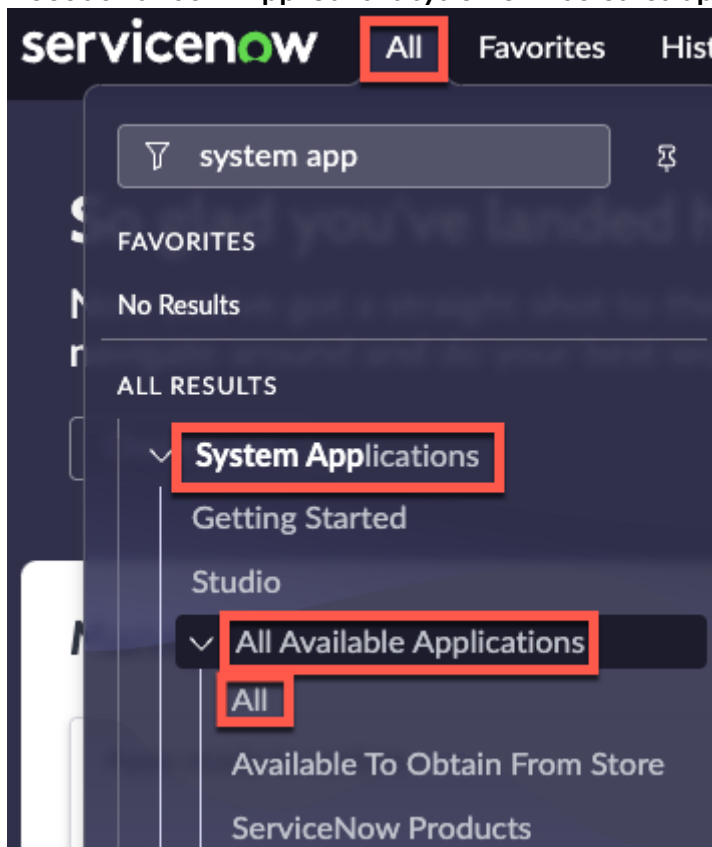 servicenow All Favorites Hist
system app
FAVORITES
No Results
ALL RESULTS
System Applications
Getting Started
Studio
All Available Applications
All
Available To Obtain From Store
ServiceNow Products